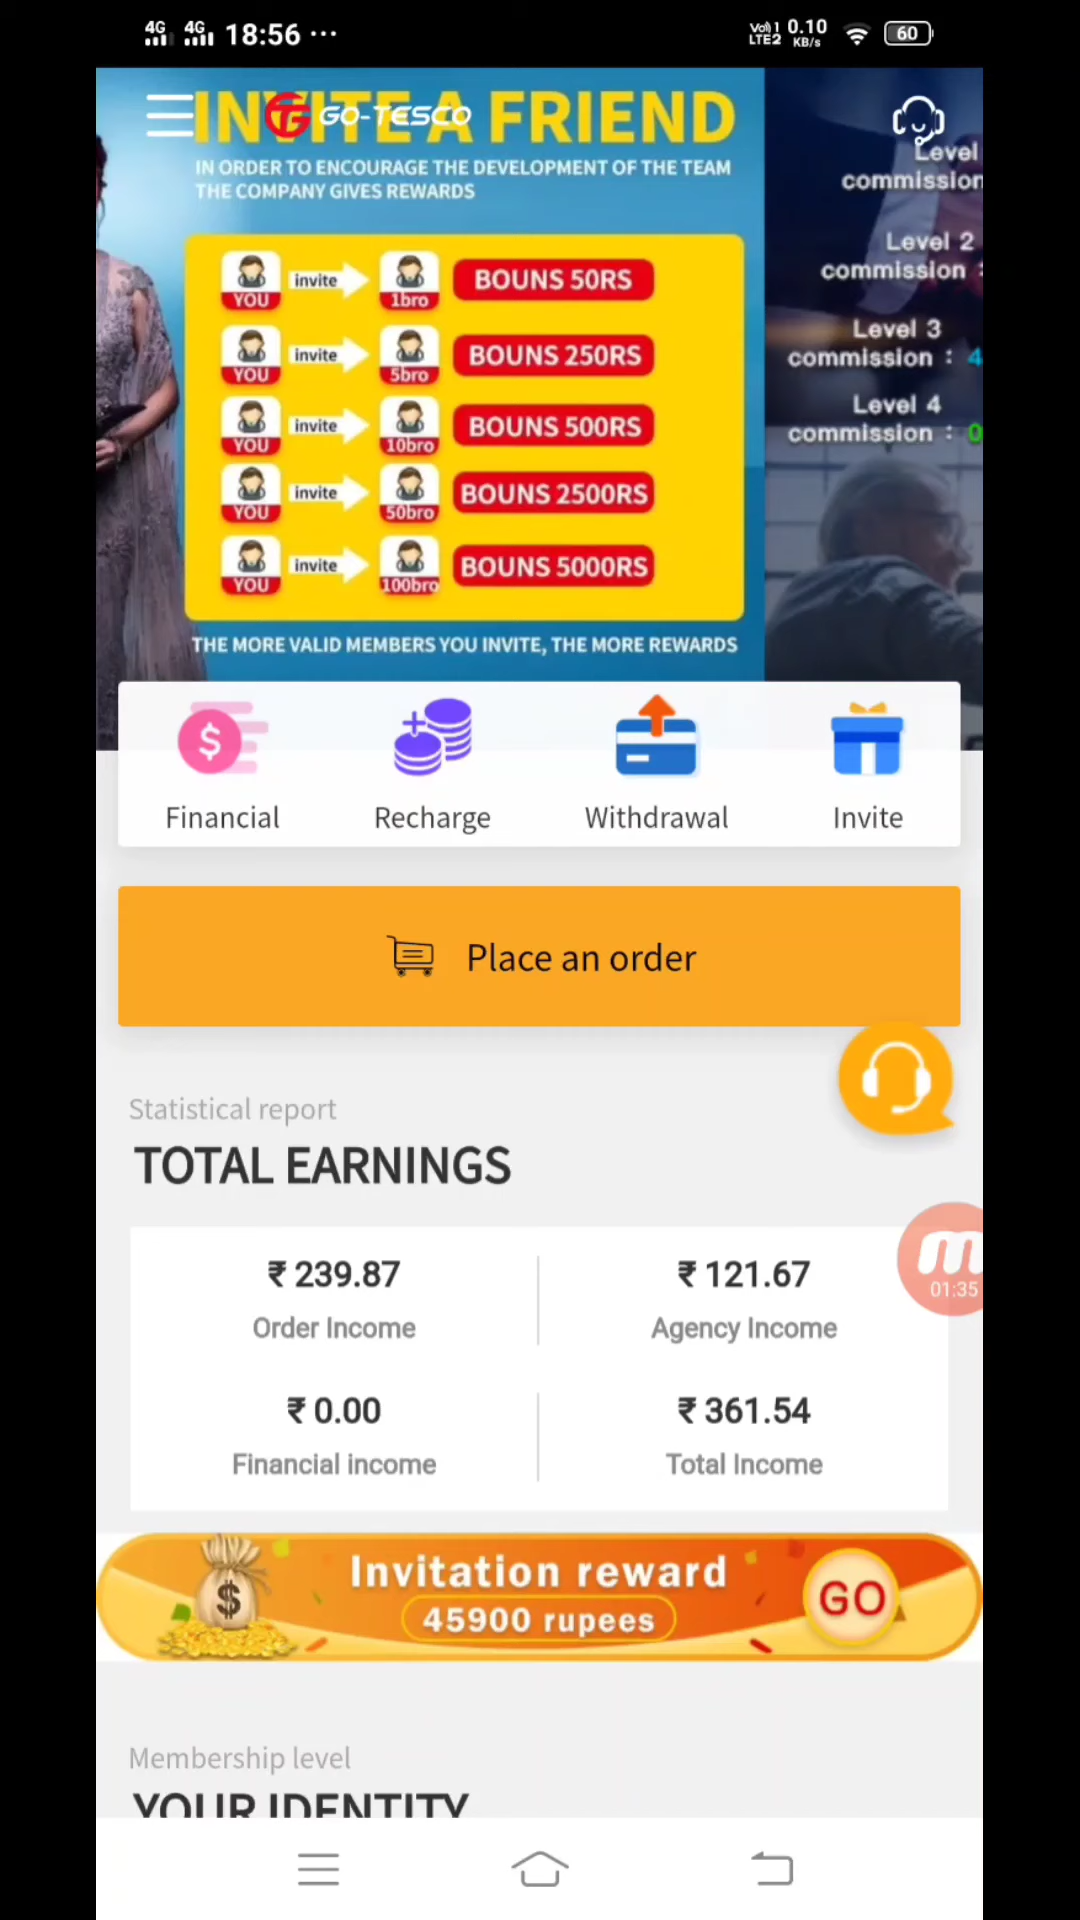 4G 4G 18:56 ...
Vo) 1 LTE2 0.10 KB/s 60
INVITE A FRIEND
GO-TESCO
IN ORDER TO ENCOURAGE THE DEVELOPMENT OF THE TEAM
THE COMPANY GIVES REWARDS
YOU invite 1bro BOUNS 50RS
YOU invite 5bro BOUNS 250RS
YOU invite 10bro BOUNS 500RS
YOU invite 50bro BOUNS 2500RS
YOU invite 100bro BOUNS 5000RS
THE MORE VALID MEMBERS YOU INVITE, THE MORE REWARDS
Level
commission
Level 2
commission :
Level 3
commission : 4
Level 4
commission : 0
Financial Recharge Withdrawal Invite
Place an order
Statistical report
TOTAL EARNINGS
₹ 239.87 ₹ 121.67
Order Income Agency Income
m
01:35
₹ 0.00 ₹ 361.54
Financial income Total Income
Invitation reward
45900 rupees
GO
Membership level
YOUR IDENTITY